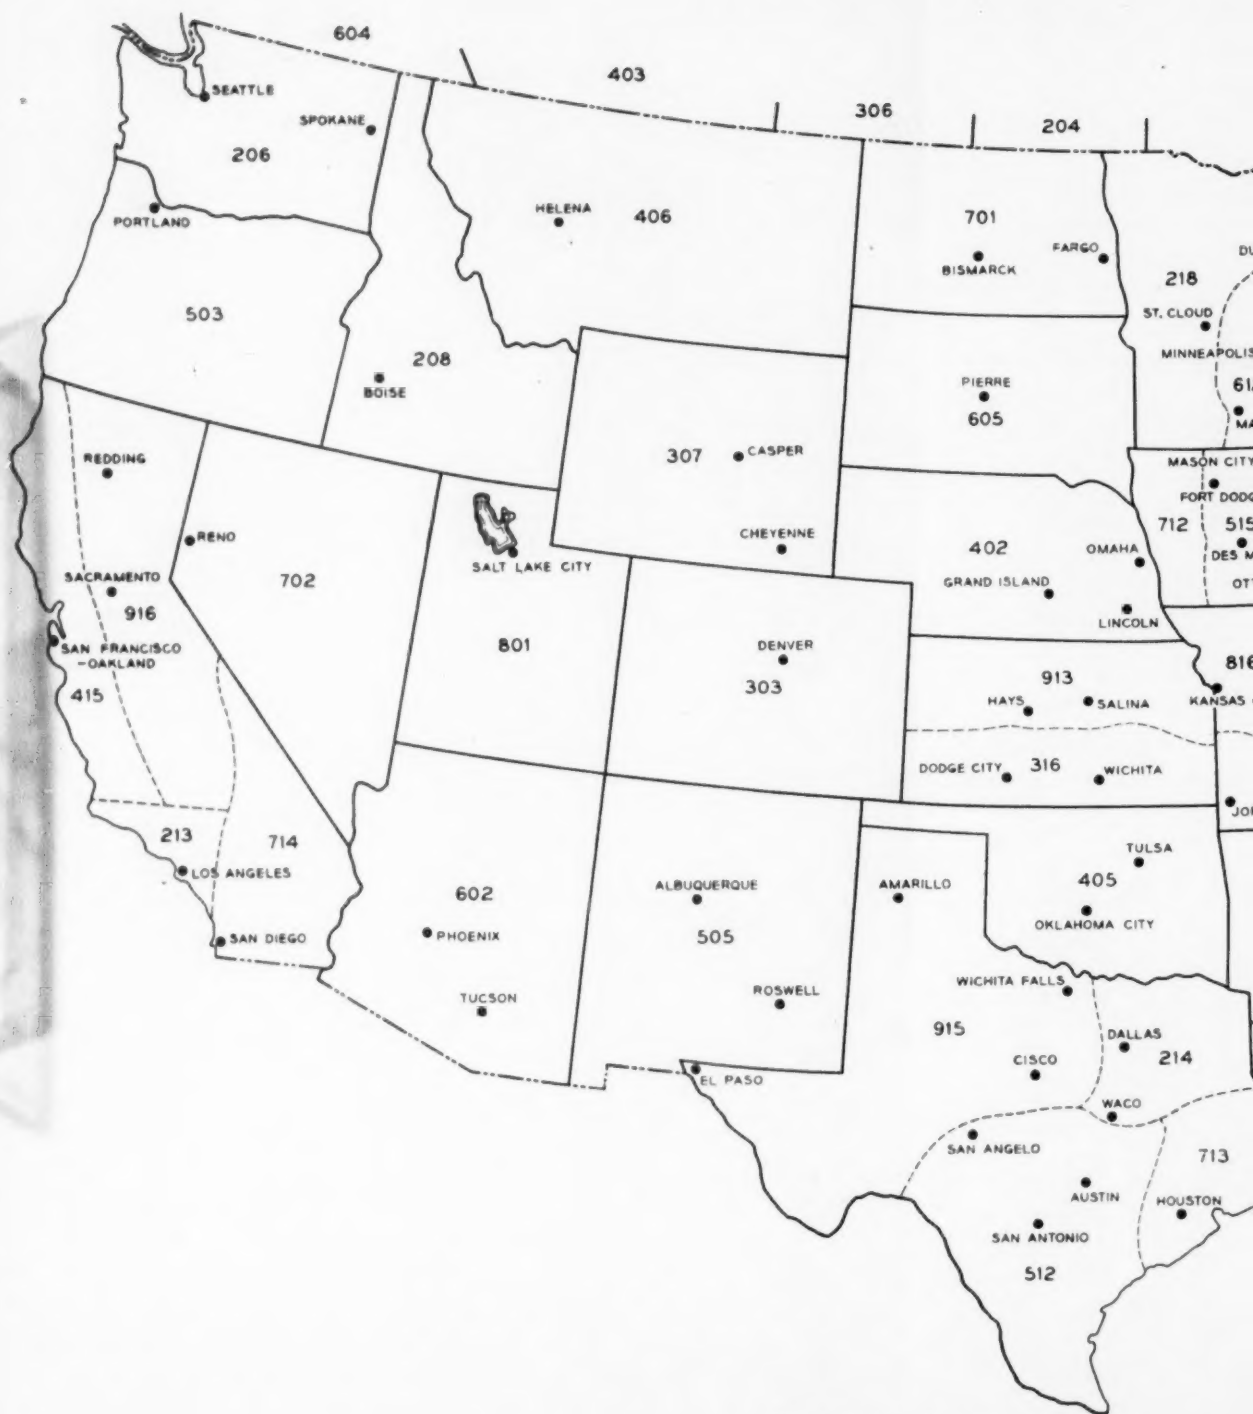 604
403
306
204
SEATTLE
SPOKANE
206
PORTLAND
HELENA
406
701
BISMARCK
FARGO
218
ST. CLOUD
MINNEAPOLIS
503
208
BOISE
PIERRE
605
307
CASPER
CHEYENNE
REDDING
RENO
702
SACRAMENTO
916
SAN FRANCISCO
-OAKLAND
415
SALT LAKE CITY
801
DENVER
303
402
OMAHA
GRAND ISLAND
LINCOLN
MASON CITY
712
515
816
KANSAS
913
HAYS
SALINA
DODGE CITY
316
WICHITA
213
714
LOS ANGELES
SAN DIEGO
602
PHOENIX
TUCSON
ALBUQUERQUE
505
ROSWELL
EL PASO
AMARILLO
TULSA
405
OKLAHOMA CITY
WICHITA FALLS
915
DALLAS
214
CISCO
WACO
SAN ANGELO
713
AUSTIN
HOUSTON
SAN ANTONIO
512